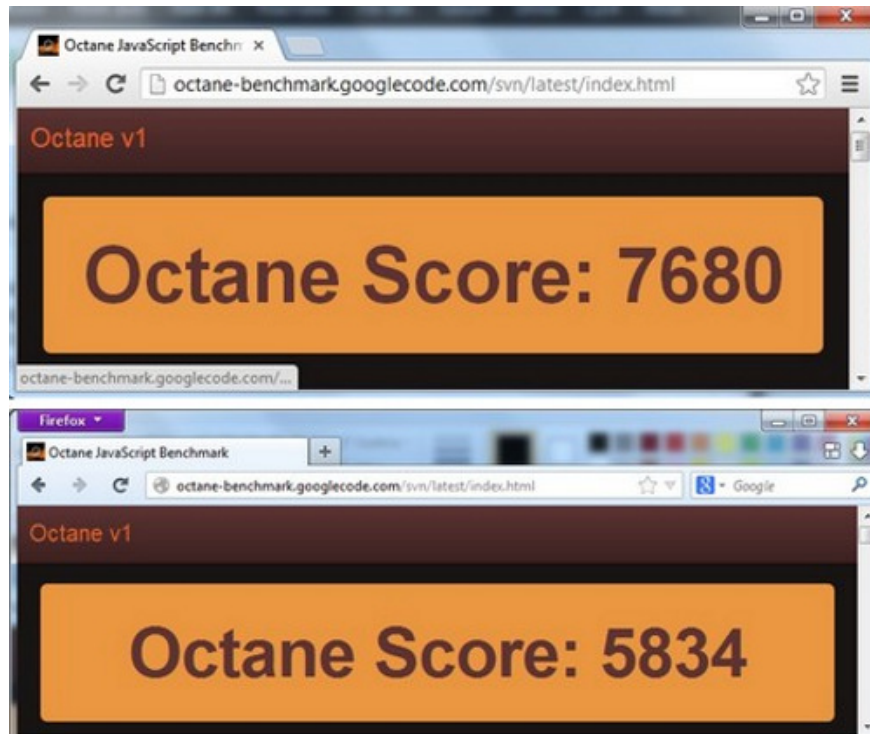 Octane JavaScript Benchm
octane-benchmark.googlecode.com/svn/latest/index.html
Octane v1
Octane Score: 7680
octane-benchmark.googlecode.com/...
Firefox
Octane JavaScript Benchmark
octane-benchmark.googlecode.com/svn/latest/index.html
Google
Octane v1
Octane Score: 5834